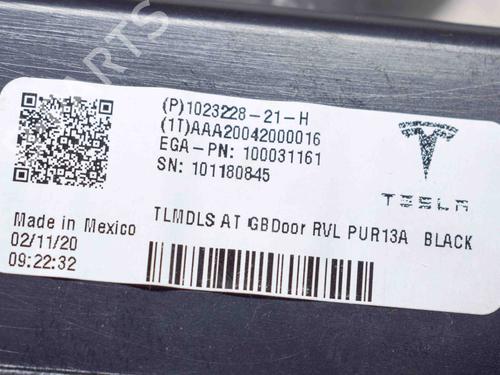 (P)1023228-21-H
(1T)AAA20042000016
EGA-PN: 100031161
SN: 101180845
TESLA
Made in Mexico
02/11/20
09:22:32
TLMDLS AT GBDoor RVL PUR13A BLACK
PARTS